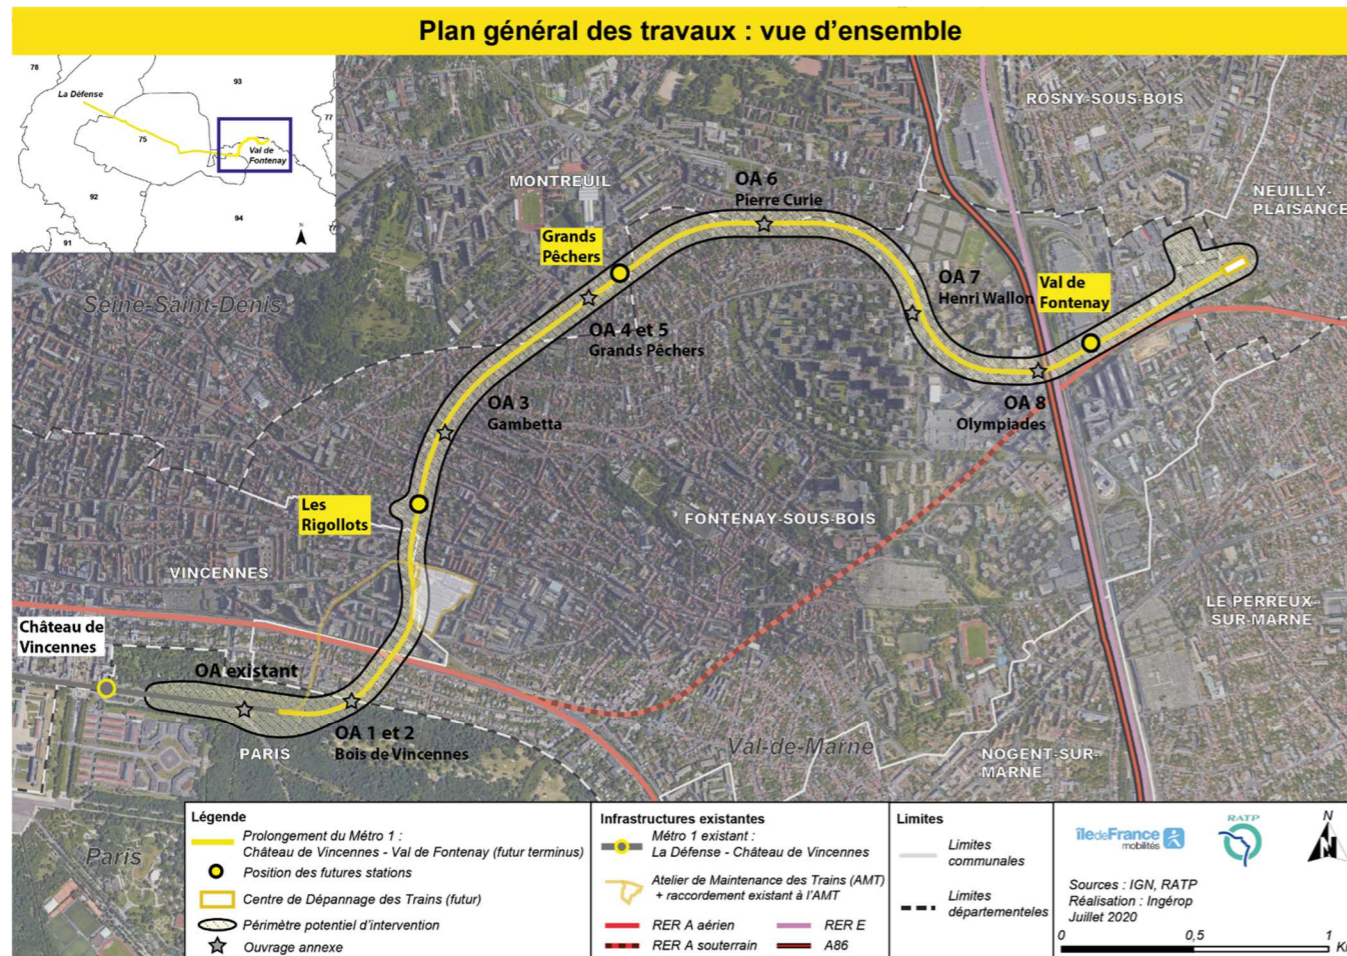 Plan général des travaux : vue d'ensemble
78
93
La Défense
77
75
Val de
Fontenay
92
94
91
N
ROSNY-SOUS-BOIS
MONTREUIL
OA 6
Pierre Curie
NEUILLY-
PLAISANCE
Grands
Pêchers
OA 7
Henri Wallon
Val de
Fontenay
Seine-Saint-Denis
OA 4 et 5
Grands Pêchers
OA 3
Gambetta
OA 8
Olympiades
Les
Rigollots
FONTENAY-SOUS-BOIS
VINCENNES
LE PERREUX-
SUR-MARNE
Château de
Vincennes
OA existant
OA 1 et 2
Bois de Vincennes
PARIS
Val-de-Marne
NOGENT-SUR-
MARNE
Paris
Légende
Prolongement du Métro 1 :
Château de Vincennes - Val de Fontenay (futur terminus)
Position des futures stations
Centre de Dépannage des Trains (futur)
Périmètre potentiel d'intervention
Ouvrage annexe
Infrastructures existantes
Métro 1 existant :
La Défense - Château de Vincennes
Atelier de Maintenance des Trains (AMT)
+ raccordement existant à l'AMT
RER A aérien
RER E
RER A souterrain
A86
Limites
Limites
communales
Limites
départementeles
îledeFrance
mobilités
RATP
N
Sources : IGN, RATP
Réalisation : Ingérop
Juillet 2020
0 0,5 1